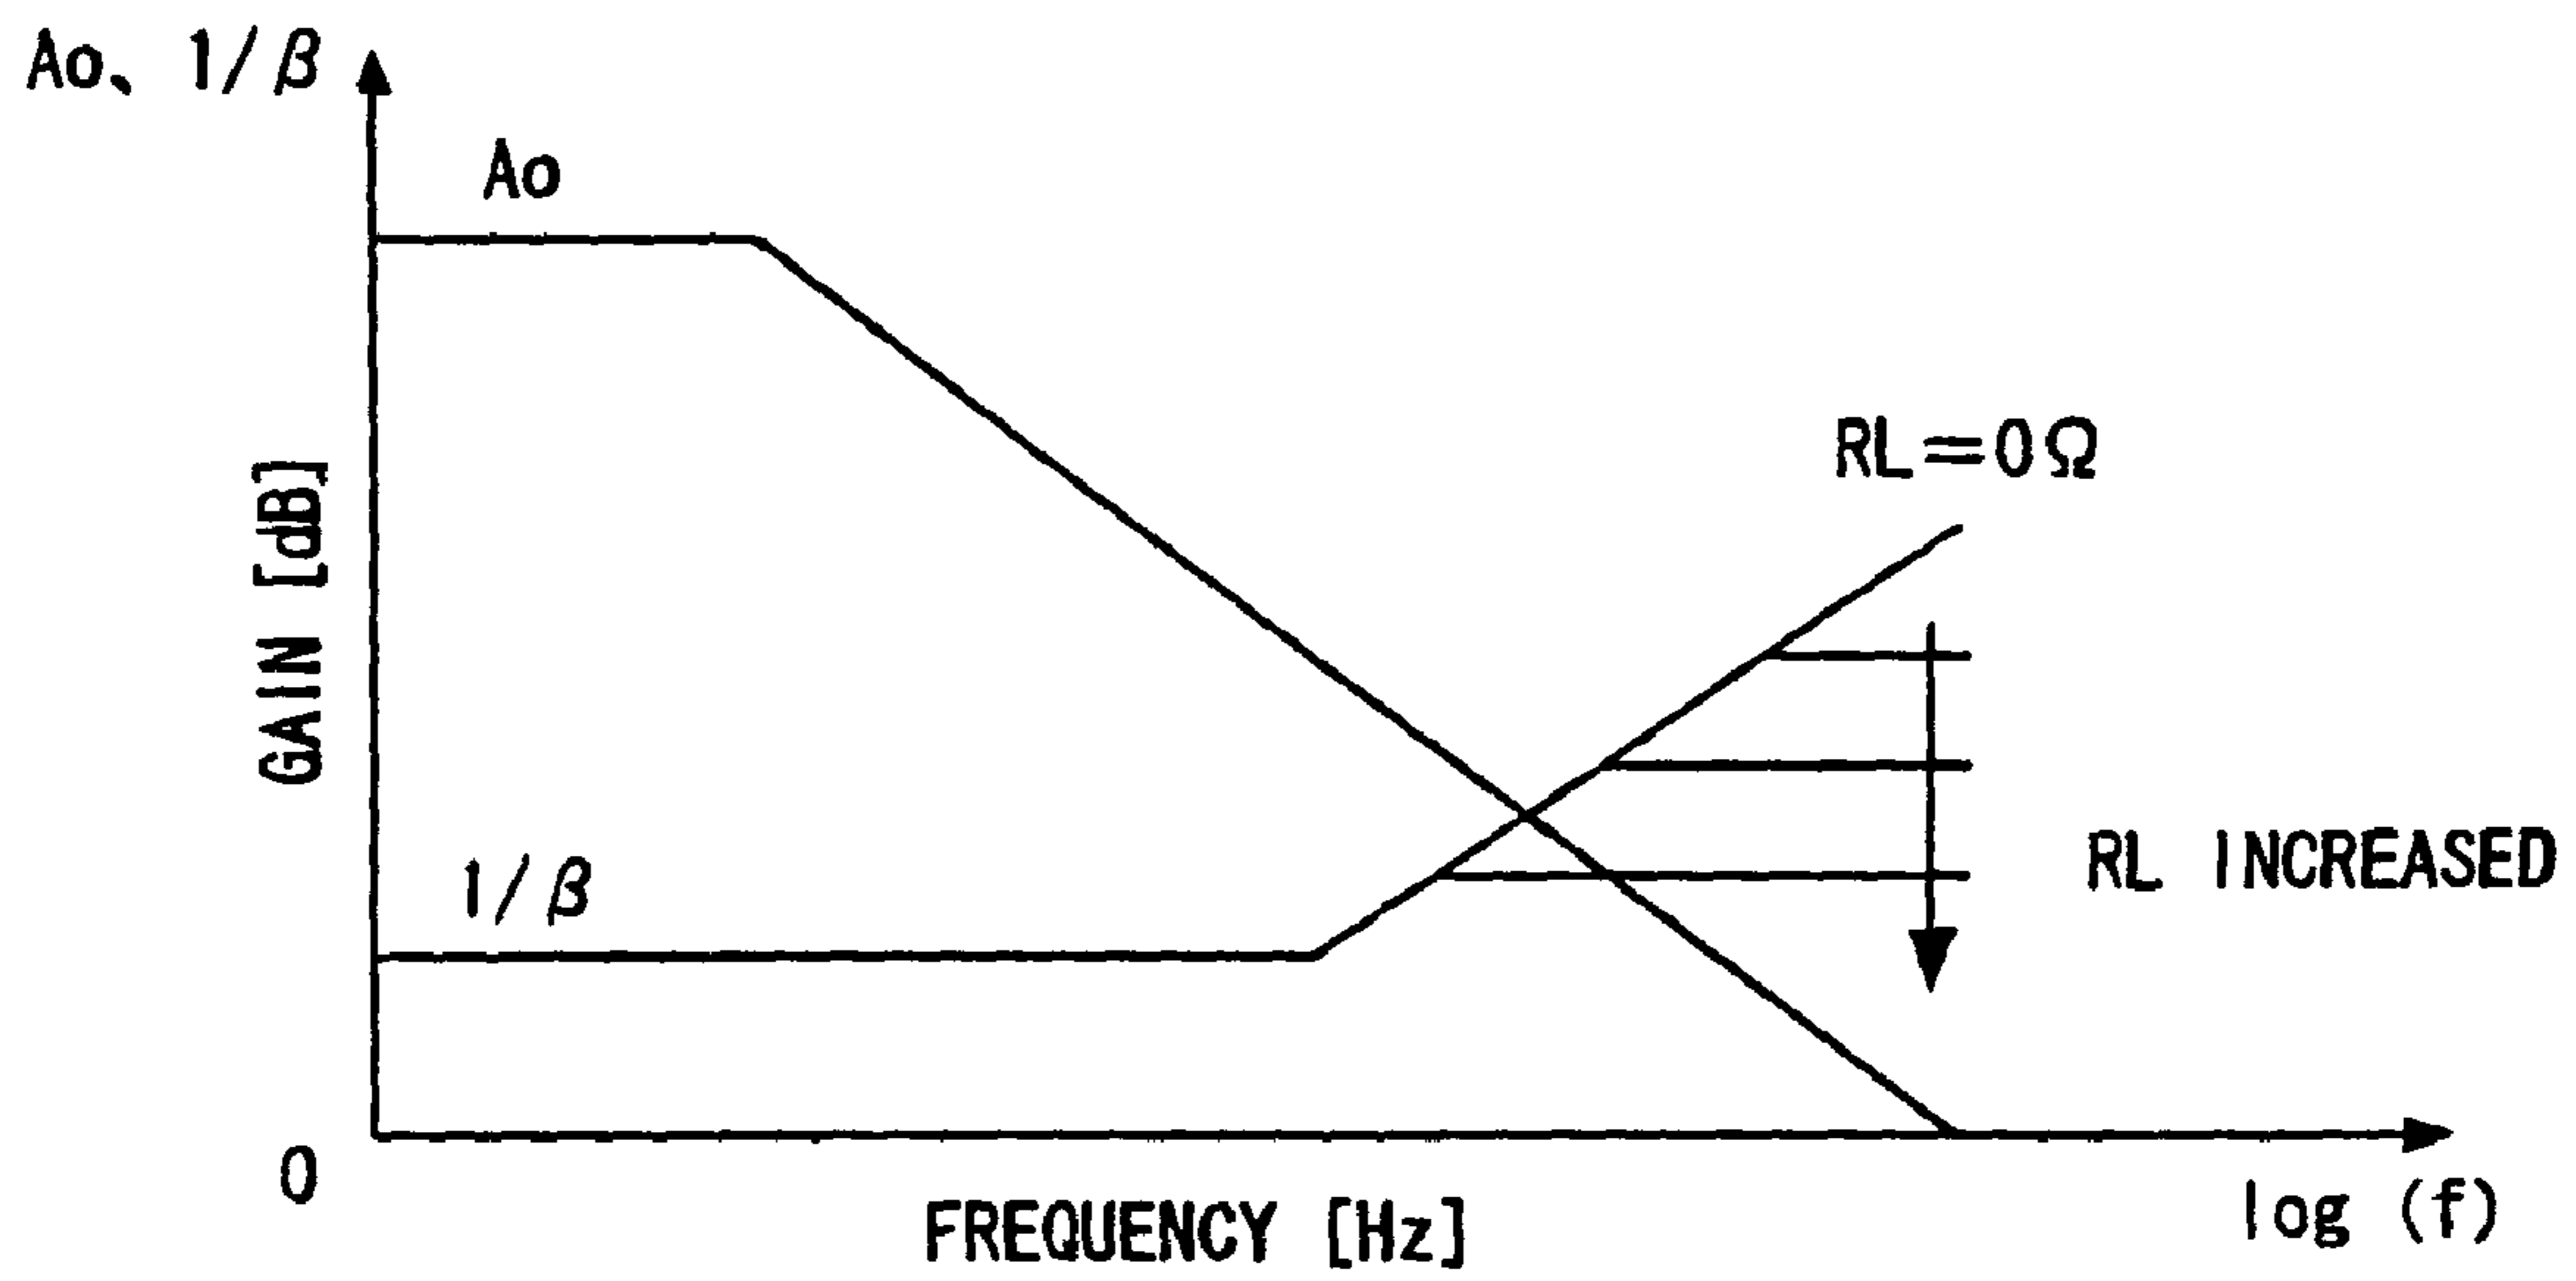 Ao、1/β
Ao
GAIN [dB]
RL=0Ω
1/β
RL INCREASED
0
FREQUENCY [Hz]
log (f)